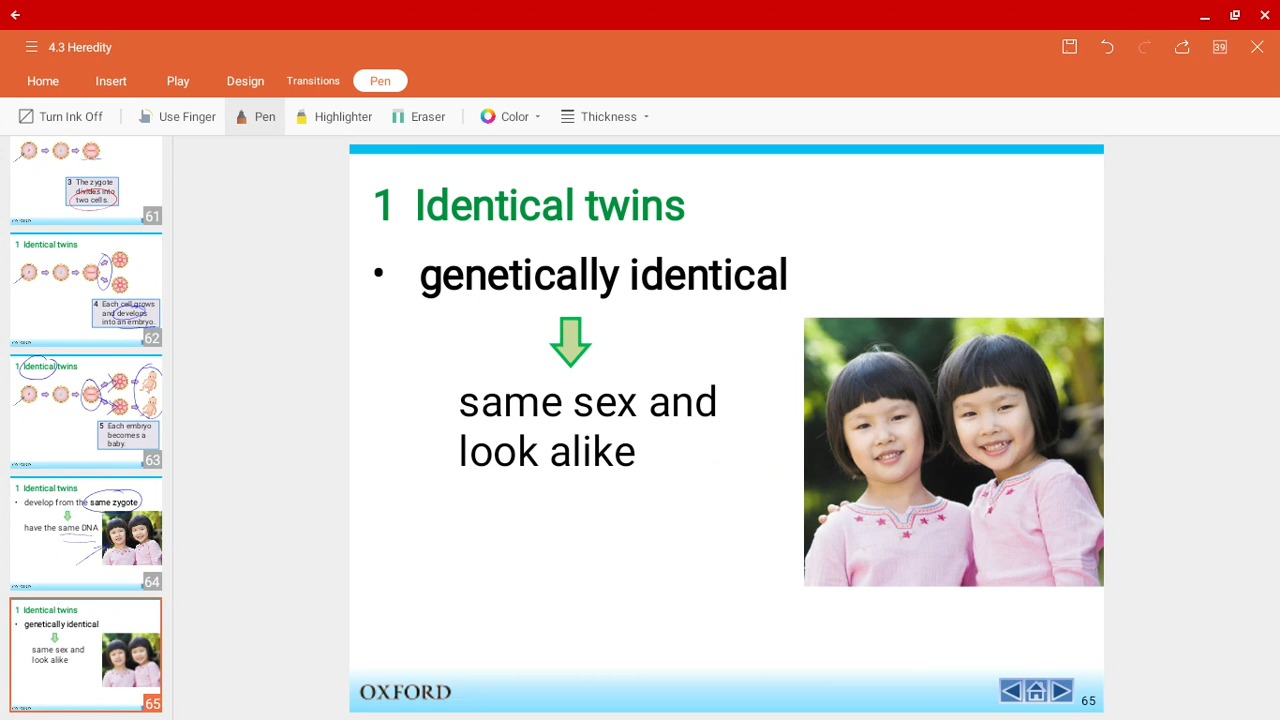 4.3 Heredity
39
Home
Insert
Play
Design
Transitions
Pen
Turn Ink Off
Use Finger
Pen
Highlighter
Eraser
Color
Thickness
3 The zygote
divides into
two cells.
61
1 Identical twins
4 Each cell grows
and develops
into an embryo.
62
1 Identical twins
5 Each embryo
becomes a
baby.
63
1 Identical twins
• develop from the same zygote
have the same DNA
64
1 Identical twins
• genetically identical
same sex and
look alike
65
1 Identical twins
• genetically identical
same sex and
look alike
OXFORD
65